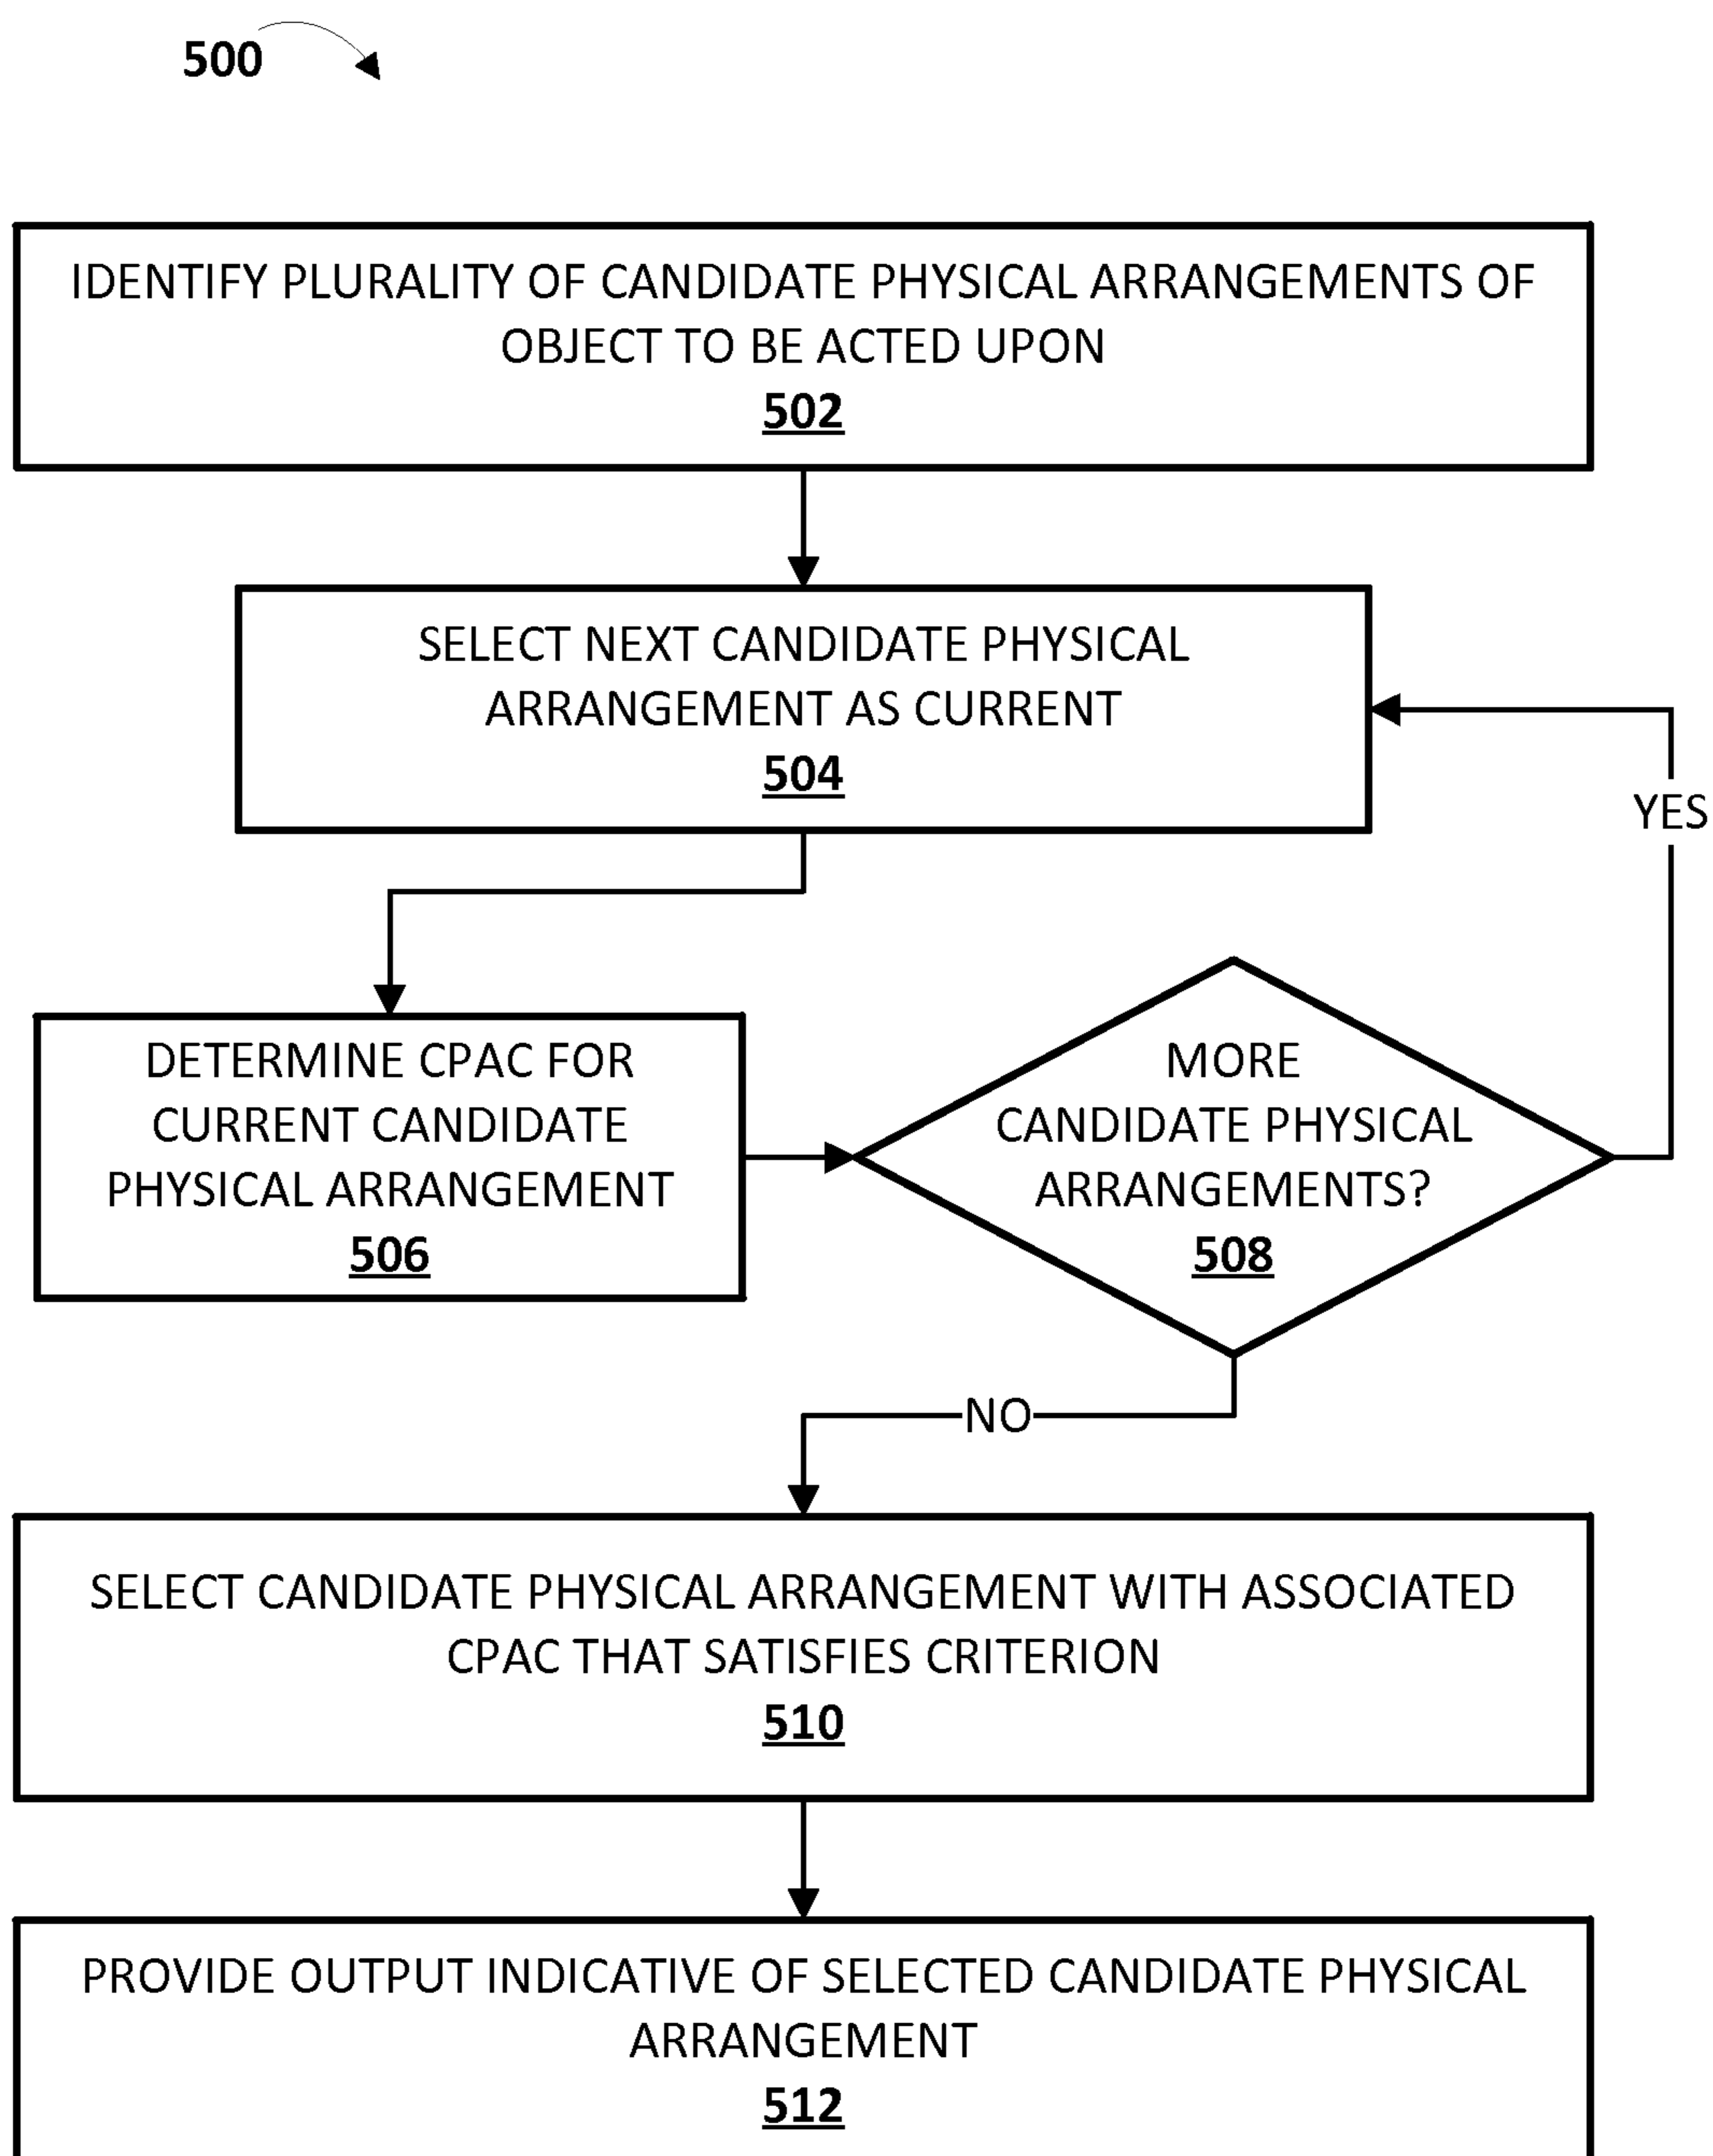 500
IDENTIFY PLURALITY OF CANDIDATE PHYSICAL ARRANGEMENTS OF
OBJECT TO BE ACTED UPON
502
SELECT NEXT CANDIDATE PHYSICAL
ARRANGEMENT AS CURRENT
504
YES
DETERMINE CPAC FOR
CURRENT CANDIDATE
PHYSICAL ARRANGEMENT
506
MORE
CANDIDATE PHYSICAL
ARRANGEMENTS?
508
NO
SELECT CANDIDATE PHYSICAL ARRANGEMENT WITH ASSOCIATED
CPAC THAT SATISFIES CRITERION
510
PROVIDE OUTPUT INDICATIVE OF SELECTED CANDIDATE PHYSICAL
ARRANGEMENT
512